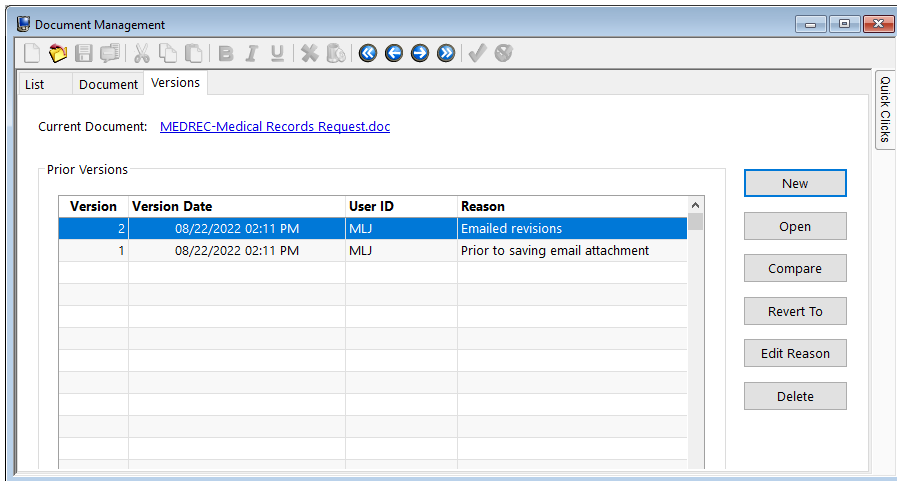 Document Management
B I U
List Document Versions
Quick Clicks
Current Document: MEDREC-Medical Records Request.doc
Prior Versions
Version Version Date User ID Reason
2 08/22/2022 02:11 PM MLJ Emailed revisions
1 08/22/2022 02:11 PM MLJ Prior to saving email attachment
New
Open
Compare
Revert To
Edit Reason
Delete